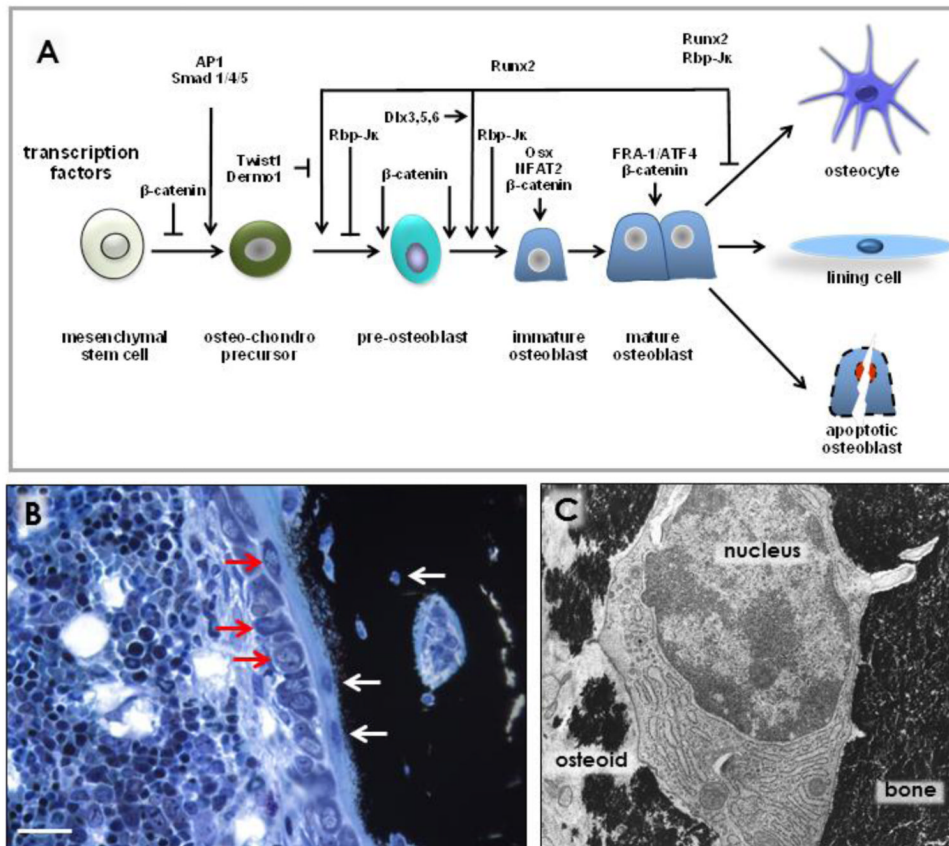 A
AP1
Smad 1/4/5
Runx2
Runx2
Rbp-Jκ
Dlx3,5,6
Rbp-Jκ
Rbp-Jκ
transcription
factors
Twist1
Dermo1
Osx
NFAT2
β-catenin
FRA-1/ATF4
β-catenin
β-catenin
β-catenin
osteocyte
lining cell
mesenchymal
stem cell
osteo-chondro
precursor
pre-osteoblast
immature
osteoblast
mature
osteoblast
apoptotic
osteoblast
B
C
nucleus
osteoid
bone